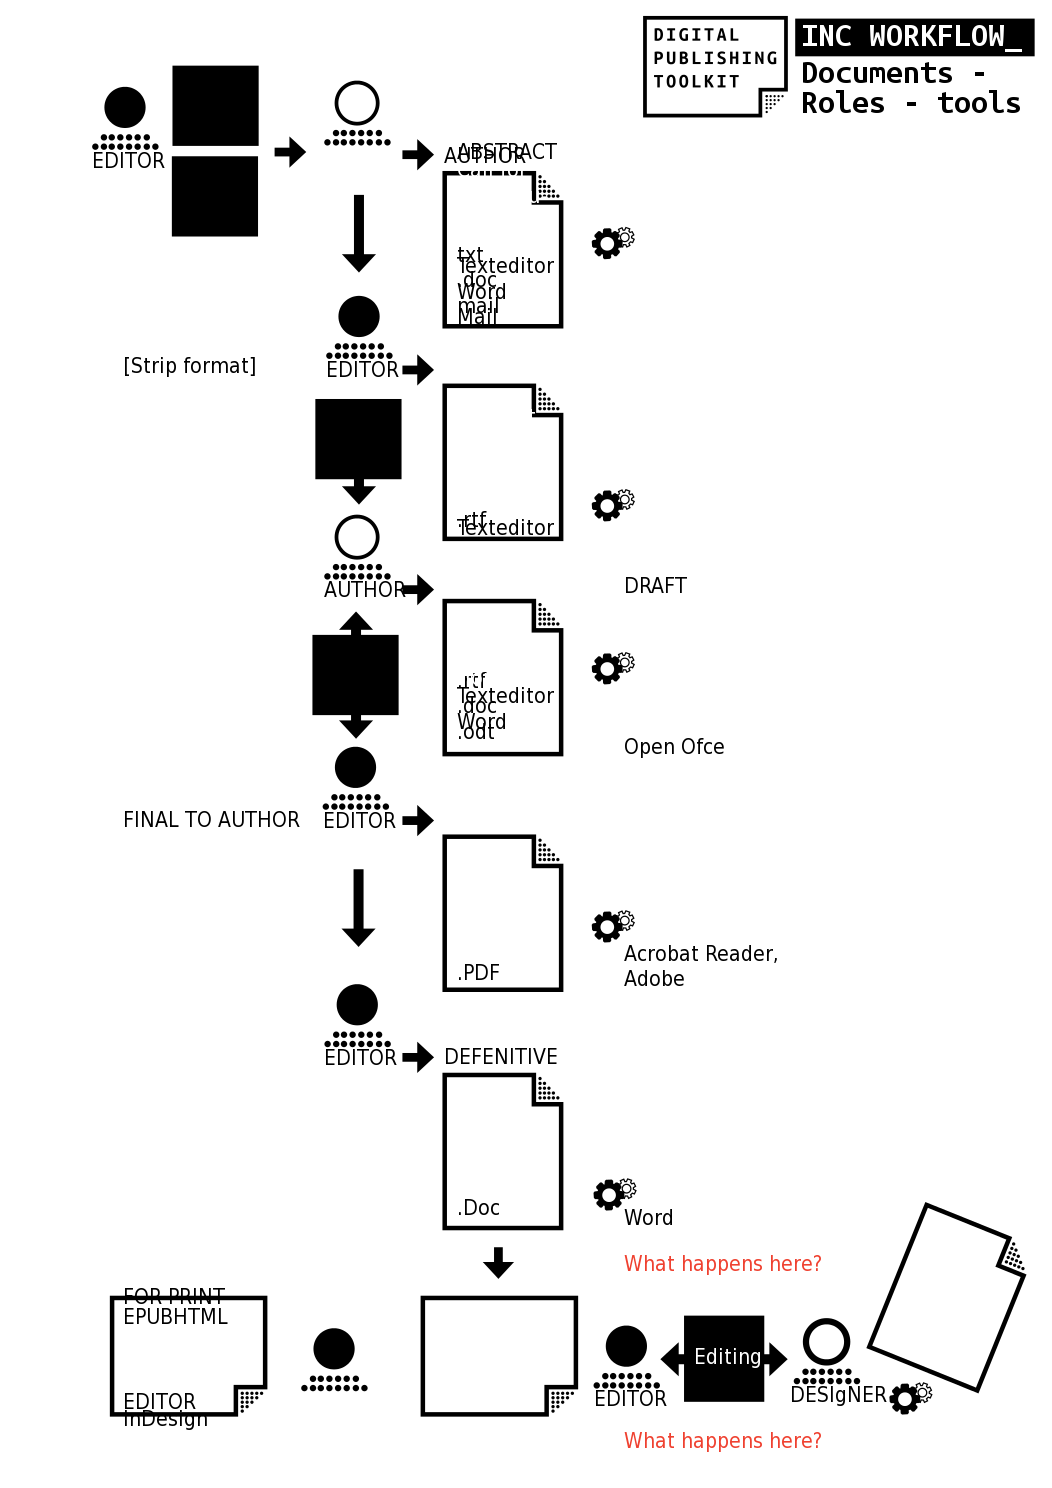 DIGITAL
PUBLISHING
TOOLKIT
INC WORKFLOW_
Documents -
Roles - tools
EDITOR
ABSTRACT
AUTHOR
txt
Texteditor
.doc
Word
mail
Mail
[Strip format]
EDITOR
.rtf
Texteditor
AUTHOR
DRAFT
.rtf
Texteditor
.doc
Word
.odt
Open Ofce
FINAL TO AUTHOR
EDITOR
.PDF
Acrobat Reader,
Adobe
EDITOR
DEFENITIVE
.Doc
Word
What happens here?
FOR PRINT
EPUBHTML
EDITOR
InDesign
EDITOR
Editing
DESIgNER
What happens here?